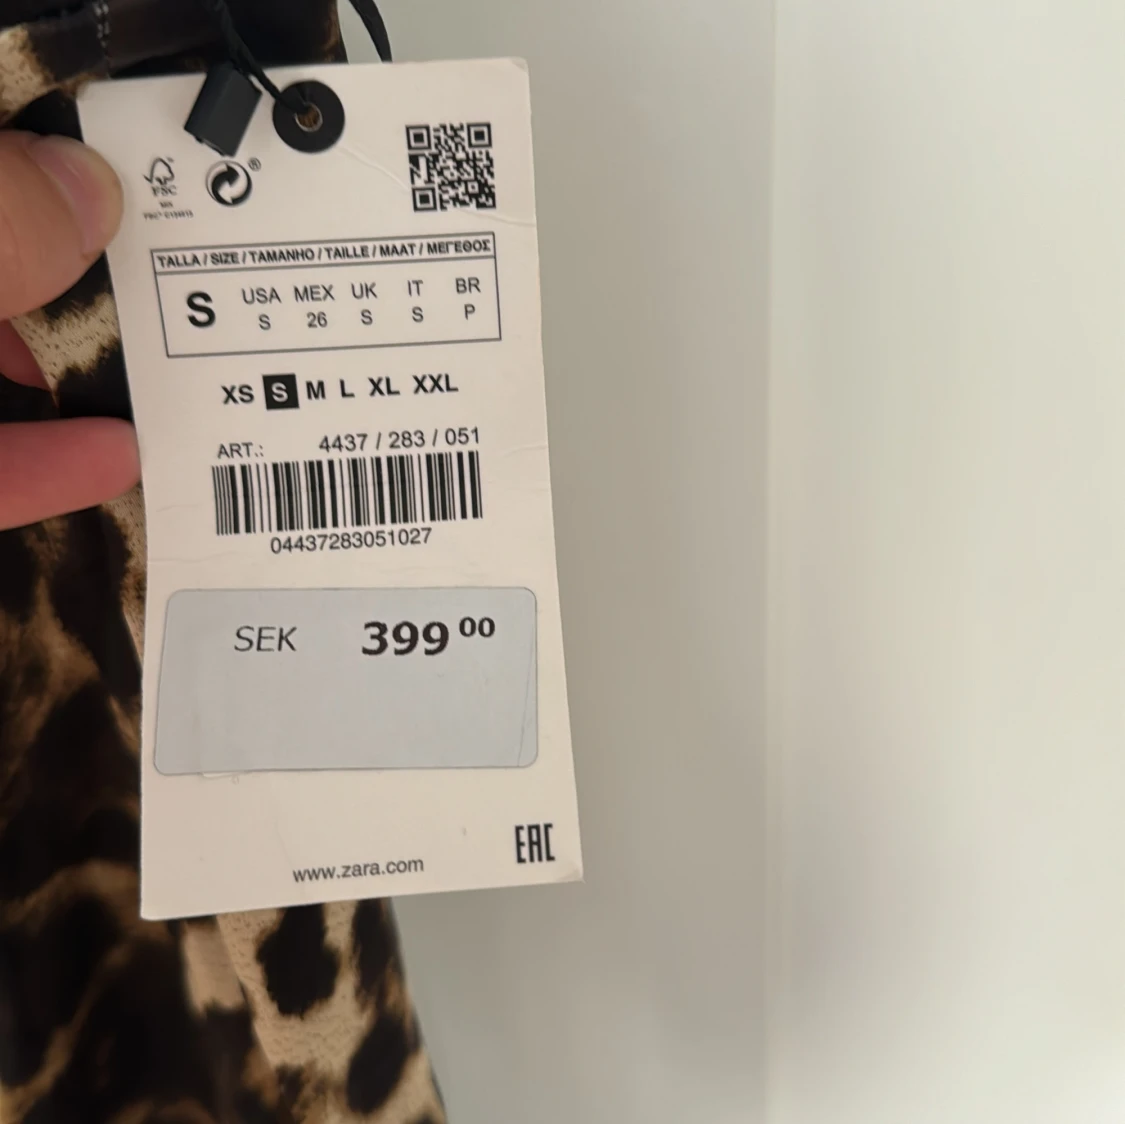 FSC
®
TALLA / SIZE / TAMANHO / TAILLE / MAAT / ΜΕΓΕΘΟΣ
S USA MEX UK IT BR
S 26 S S P
XS S M L XL XXL
ART.: 4437 / 283 / 051
04437283051027
SEK 399 00
www.zara.com
EAC